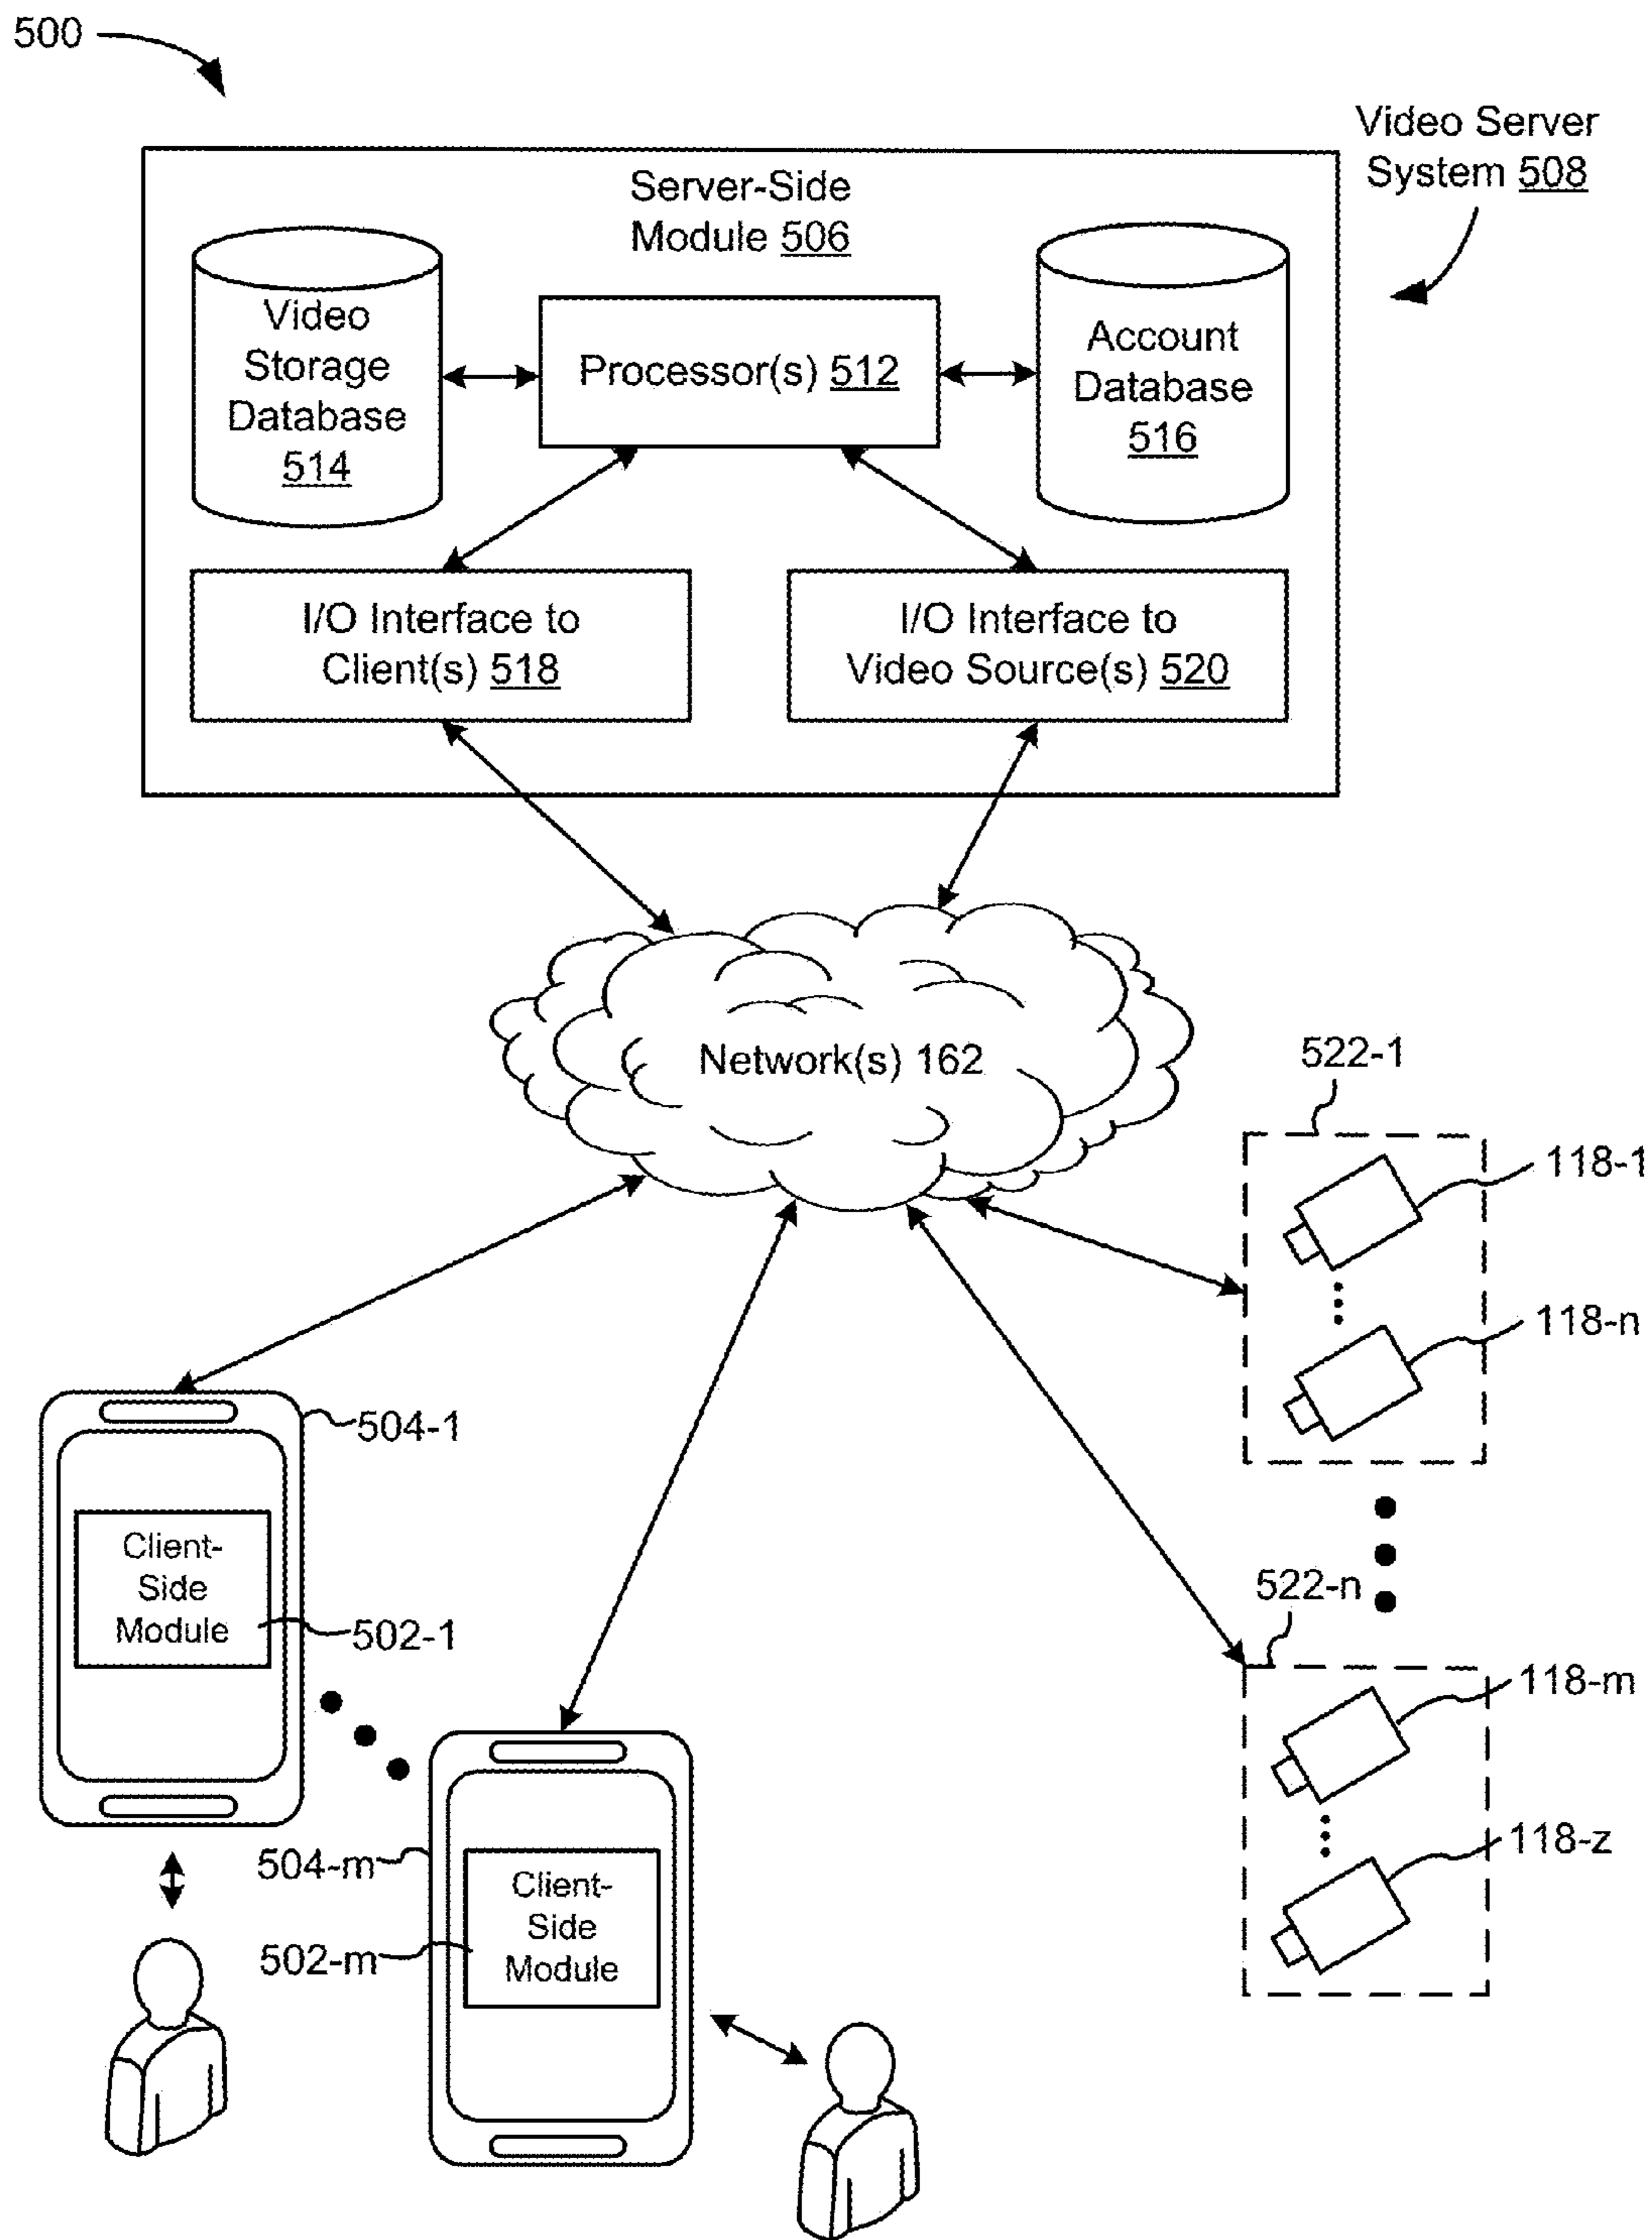 500
Video Server
System 508
Server-Side
Module 506
Video
Storage
Database
514
Processor(s) 512
Account
Database
516
I/O Interface to
Client(s) 518
I/O Interface to
Video Source(s) 520
Network(s) 162
522-1
118-1
118-n
504-1
Client-
Side
Module
502-1
522-n
118-m
118-z
504-m
Client-
Side
Module
502-m